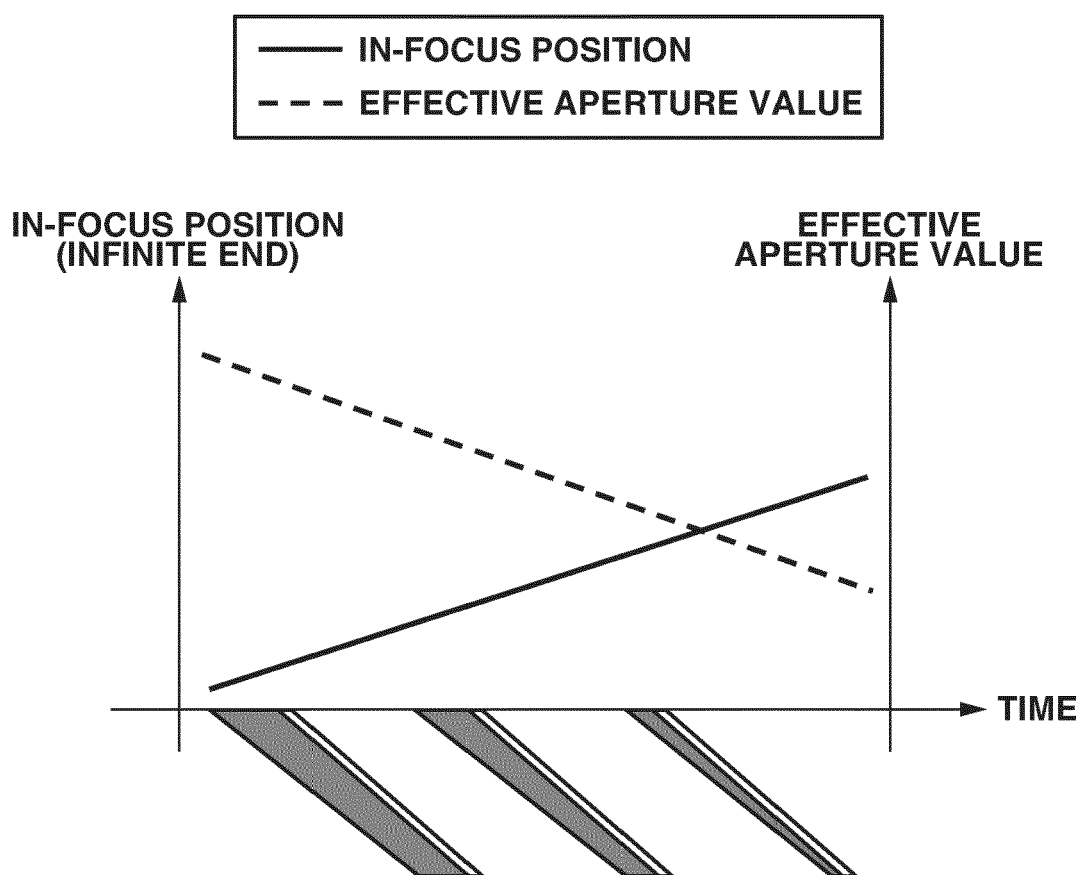 IN-FOCUS POSITION
EFFECTIVE APERTURE VALUE
IN-FOCUS POSITION
(INFINITE END)
EFFECTIVE
APERTURE VALUE
TIME